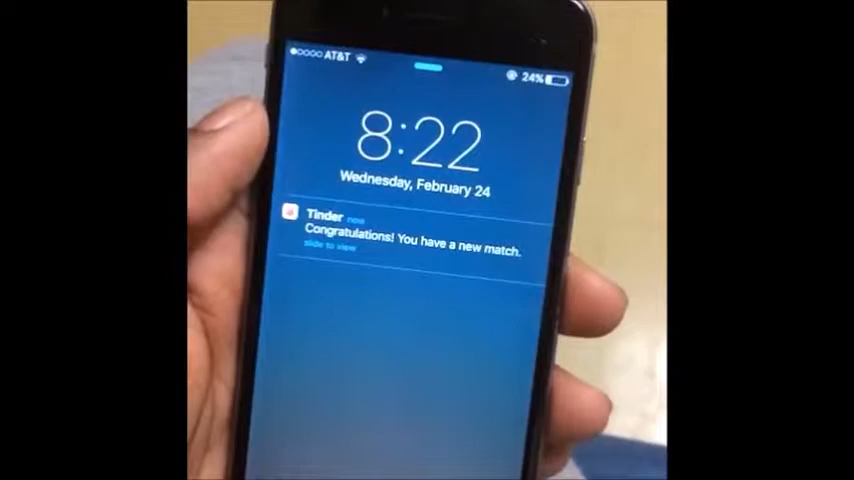 AT&T 24%
8:22
Wednesday, February 24
Tinder now
Congratulations! You have a new match.
slide to view